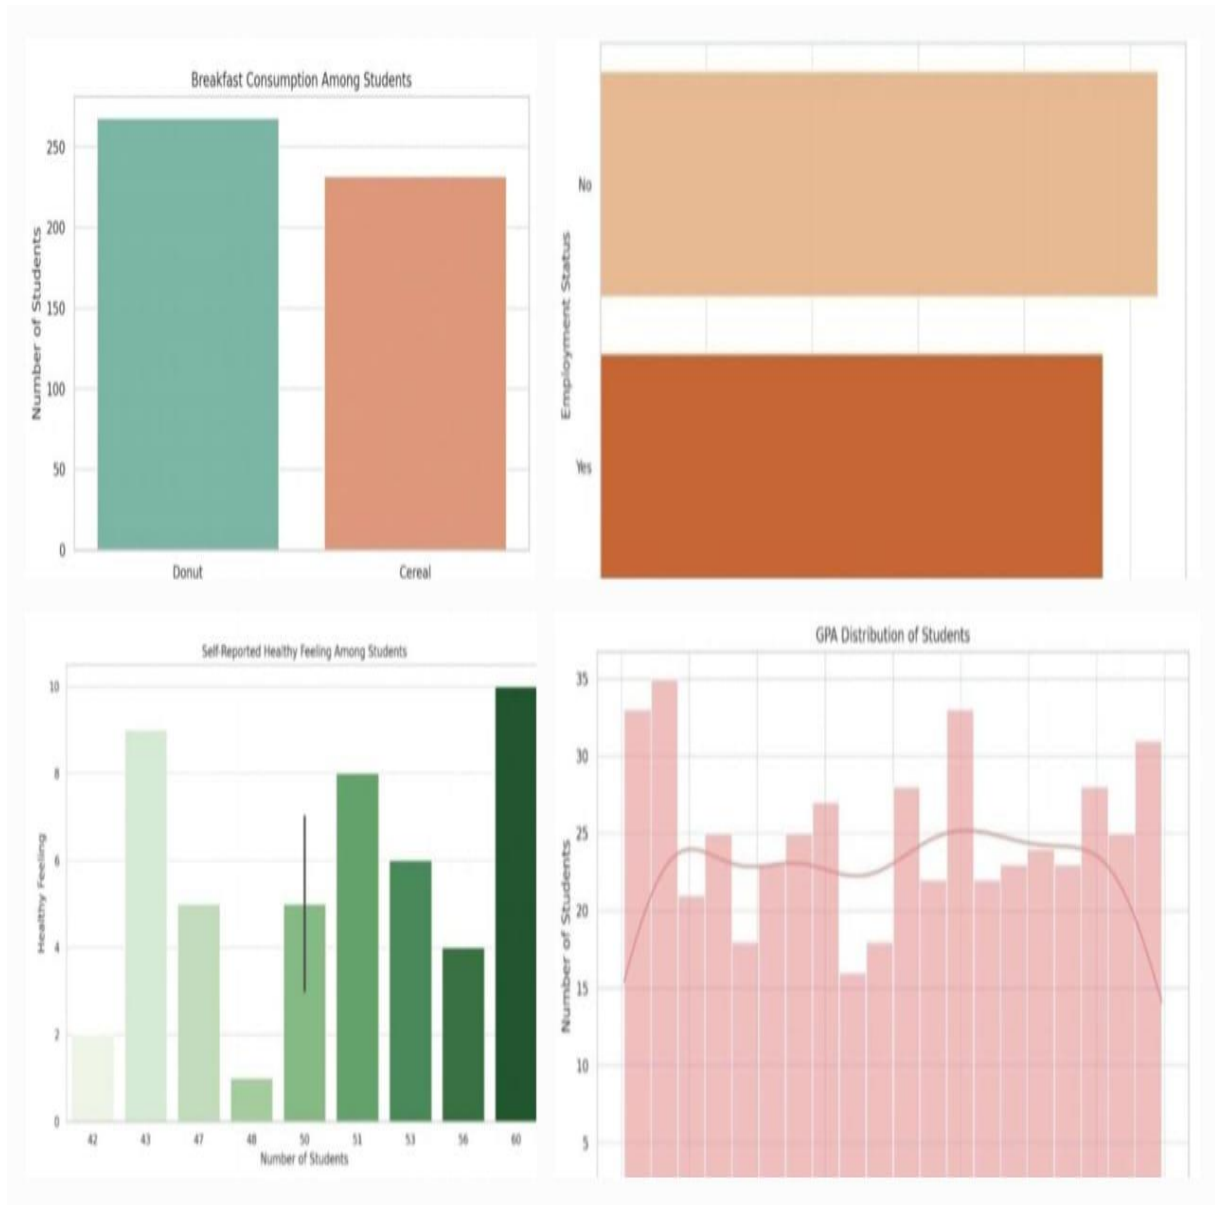 Breakfast Consumption Among Students
Number of Students
250
200
150
100
50
0
Donut
Cereal
Employment Status
No
Yes
Self-Reported Healthy Feeling Among Students
Healthy Feeling
10
8
6
4
2
0
42
43
47
48
50
51
53
56
60
Number of Students
GPA Distribution of Students
Number of Students
35
30
25
20
15
10
5